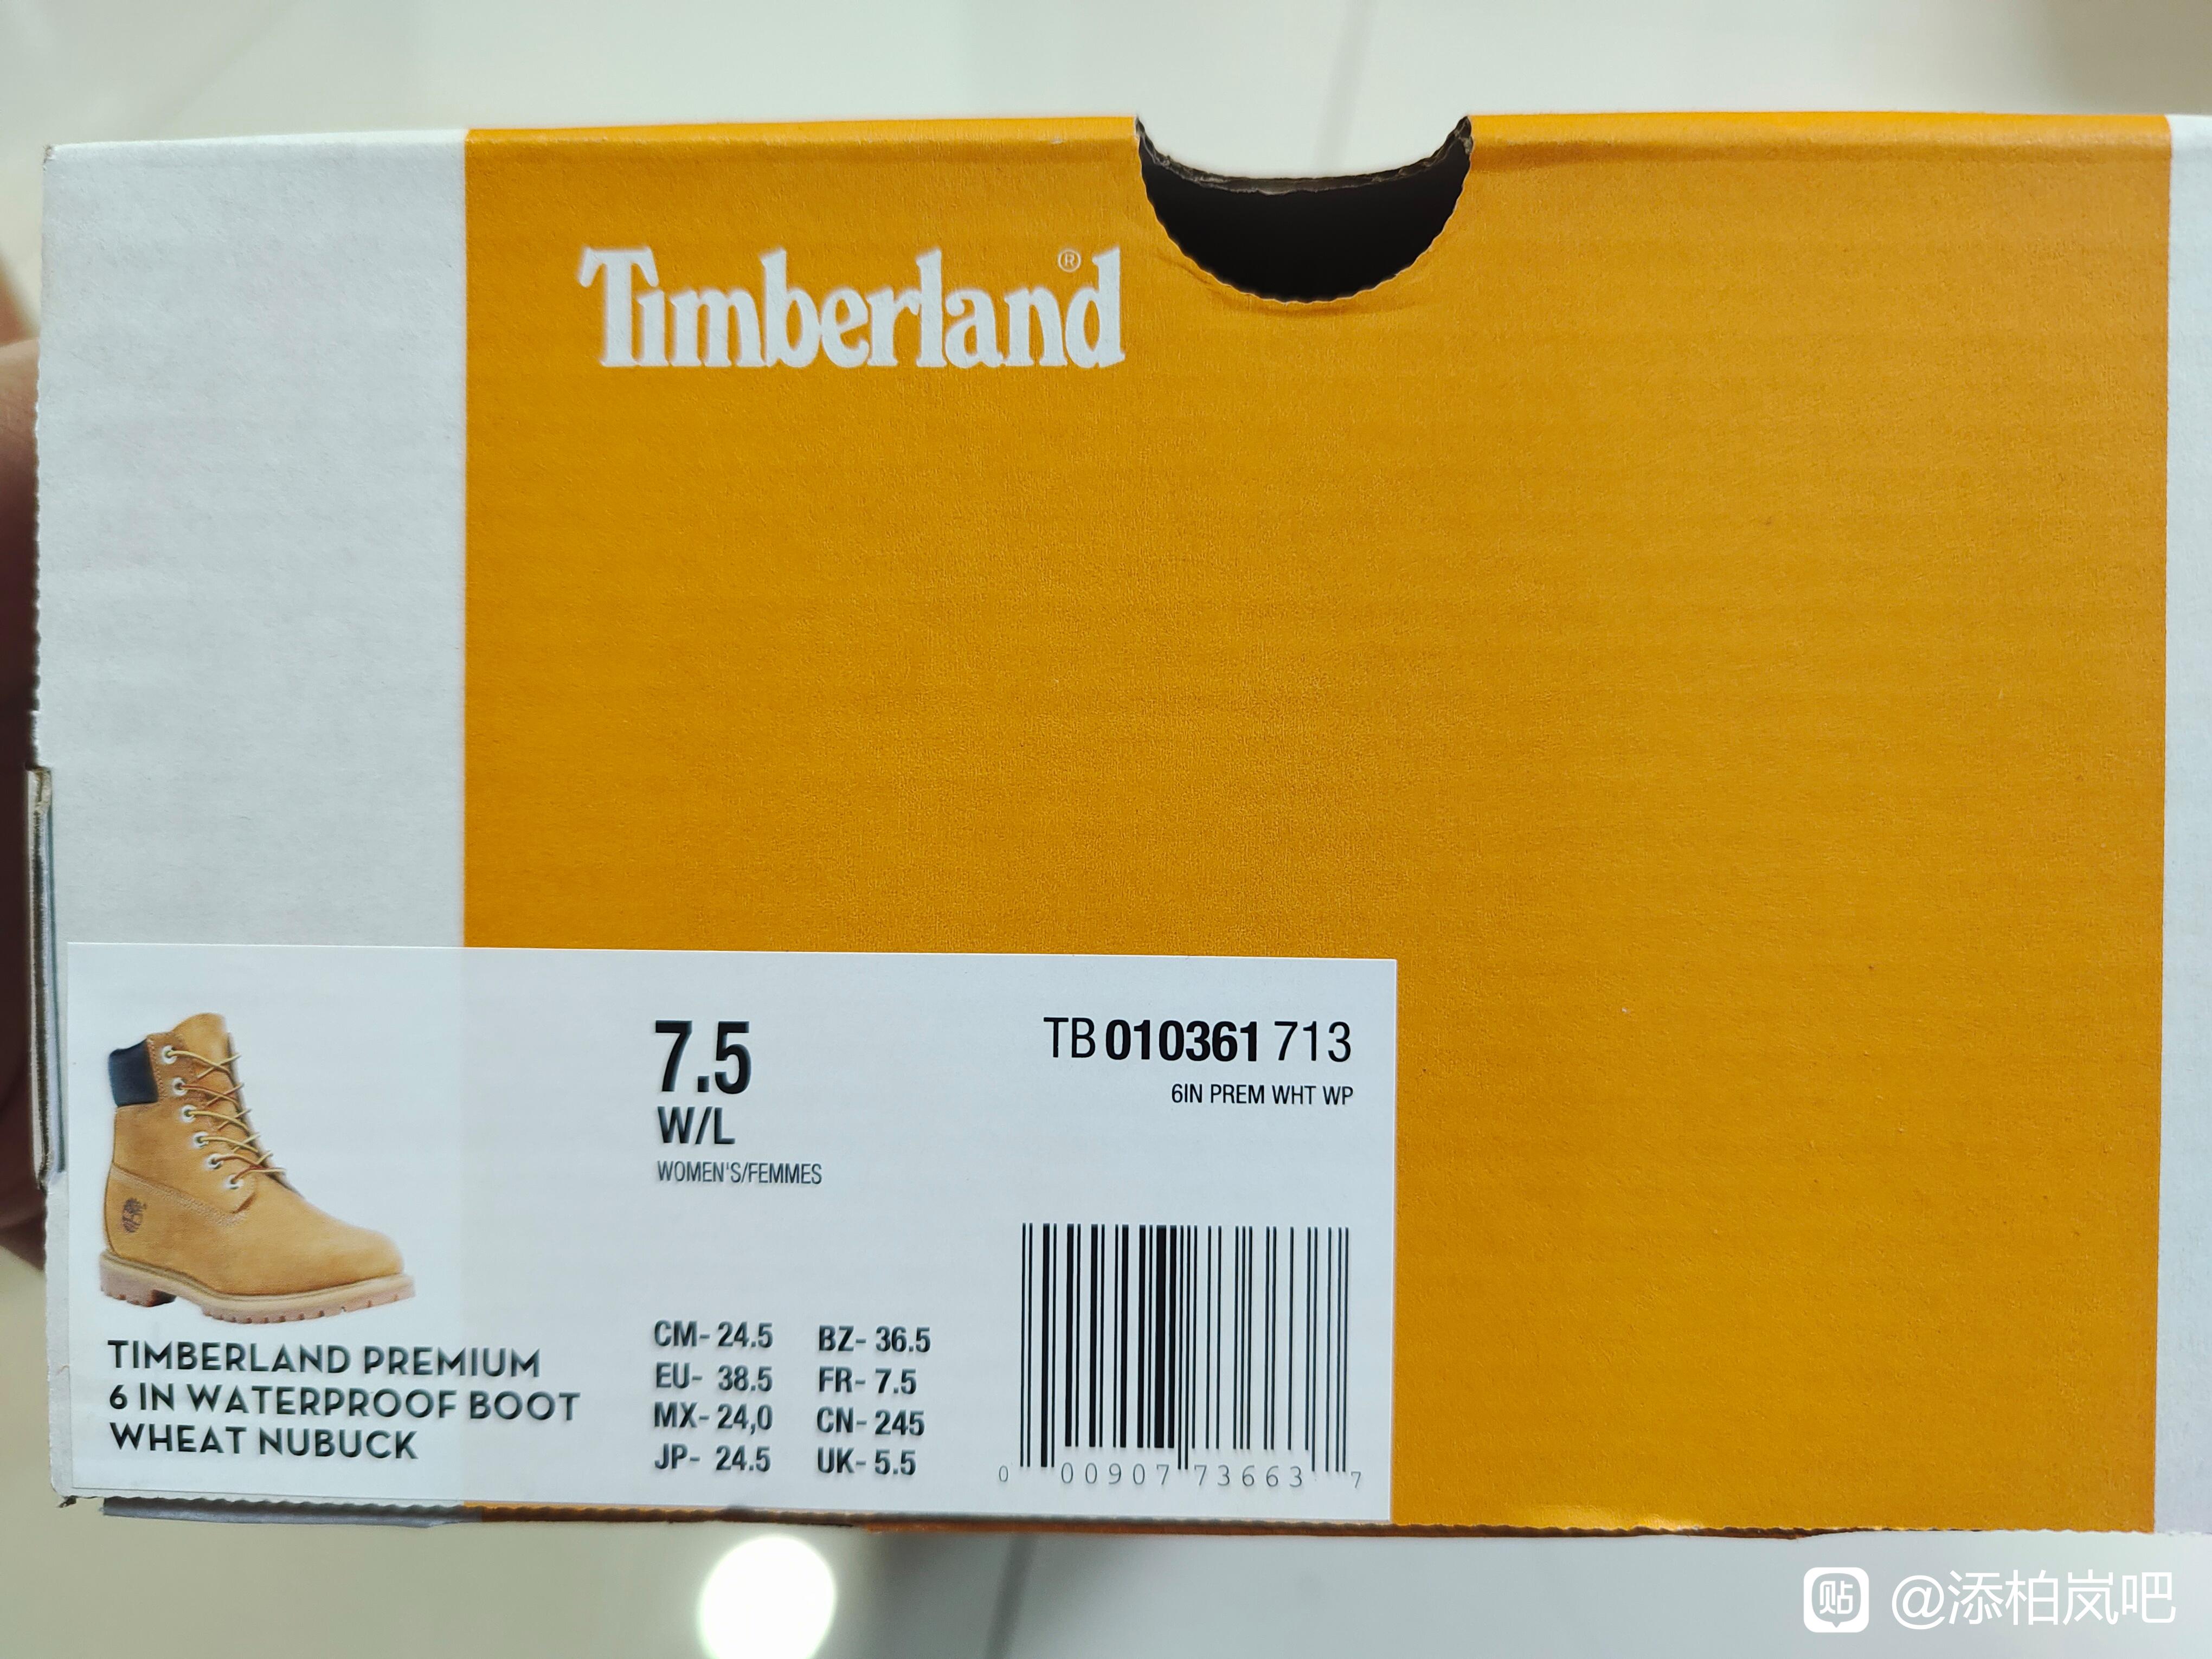 Timberland®
7.5
W/L
WOMEN'S/FEMMES
TB 010361 713
6IN PREM WHT WP
TIMBERLAND PREMIUM
6 IN WATERPROOF BOOT
WHEAT NUBUCK
CM- 24.5 BZ- 36.5
EU- 38.5 FR- 7.5
MX- 24,0 CN- 245
JP- 24.5 UK- 5.5
0 00907 73663 7
贴 @添柏岚吧